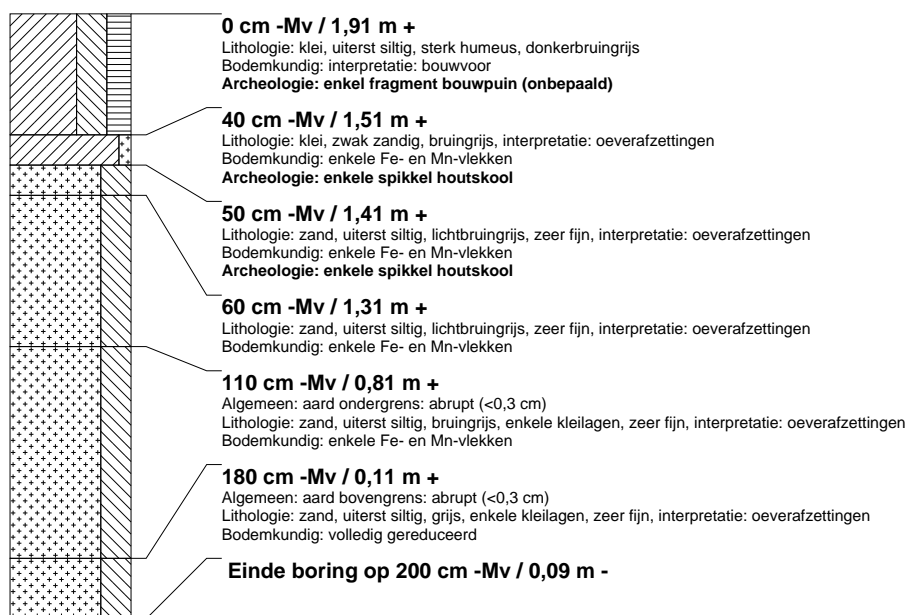 0 cm -Mv / 1,91 m +
Lithologie: klei, uiterst siltig, sterk humeus, donkerbruingrijs
Bodemkundig: interpretatie: bouwvoor
Archeologie: enkel fragment bouwpuin (onbepaald)
40 cm -Mv / 1,51 m +
Lithologie: klei, zwak zandig, bruingrijs, interpretatie: oeverafzettingen
Bodemkundig: enkele Fe- en Mn-vlekken
Archeologie: enkele spikkel houtskool
50 cm -Mv / 1,41 m +
Lithologie: zand, uiterst siltig, lichtbruingrijs, zeer fijn, interpretatie: oeverafzettingen
Bodemkundig: enkele Fe- en Mn-vlekken
Archeologie: enkele spikkel houtskool
60 cm -Mv / 1,31 m +
Lithologie: zand, uiterst siltig, lichtbruingrijs, zeer fijn, interpretatie: oeverafzettingen
Bodemkundig: enkele Fe- en Mn-vlekken
110 cm -Mv / 0,81 m +
Algemeen: aard ondergrens: abrupt (<0,3 cm)
Lithologie: zand, uiterst siltig, bruingrijs, enkele kleilagen, zeer fijn, interpretatie: oeverafzettingen
Bodemkundig: enkele Fe- en Mn-vlekken
180 cm -Mv / 0,11 m +
Algemeen: aard bovengrens: abrupt (<0,3 cm)
Lithologie: zand, uiterst siltig, grijs, enkele kleilagen, zeer fijn, interpretatie: oeverafzettingen
Bodemkundig: volledig gereduceerd
Einde boring op 200 cm -Mv / 0,09 m -